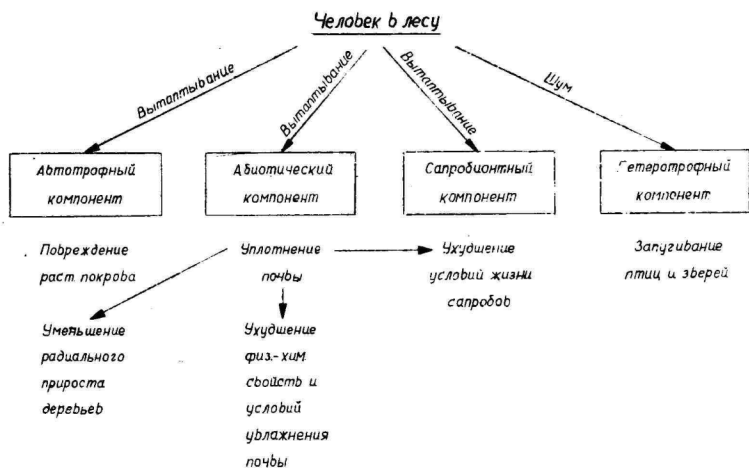 Человек в лесу
Вытаптывание
Вытаптывание
Вытаптывание
Шум
Автотрофный
компонент
Абиотический
компонент
Сапробионтный
компонент
Гетеротрофный
компонент
Повреждение
раст. покрова
Уплотнение
почвы
Ухудшение
условий жизни
сапробов
Запугивание
птиц и зверей
Уменьшение
радиального
прироста
деревьев
Ухудшение
физ.-хим.
свойств и
условий
увлажнения
почвы